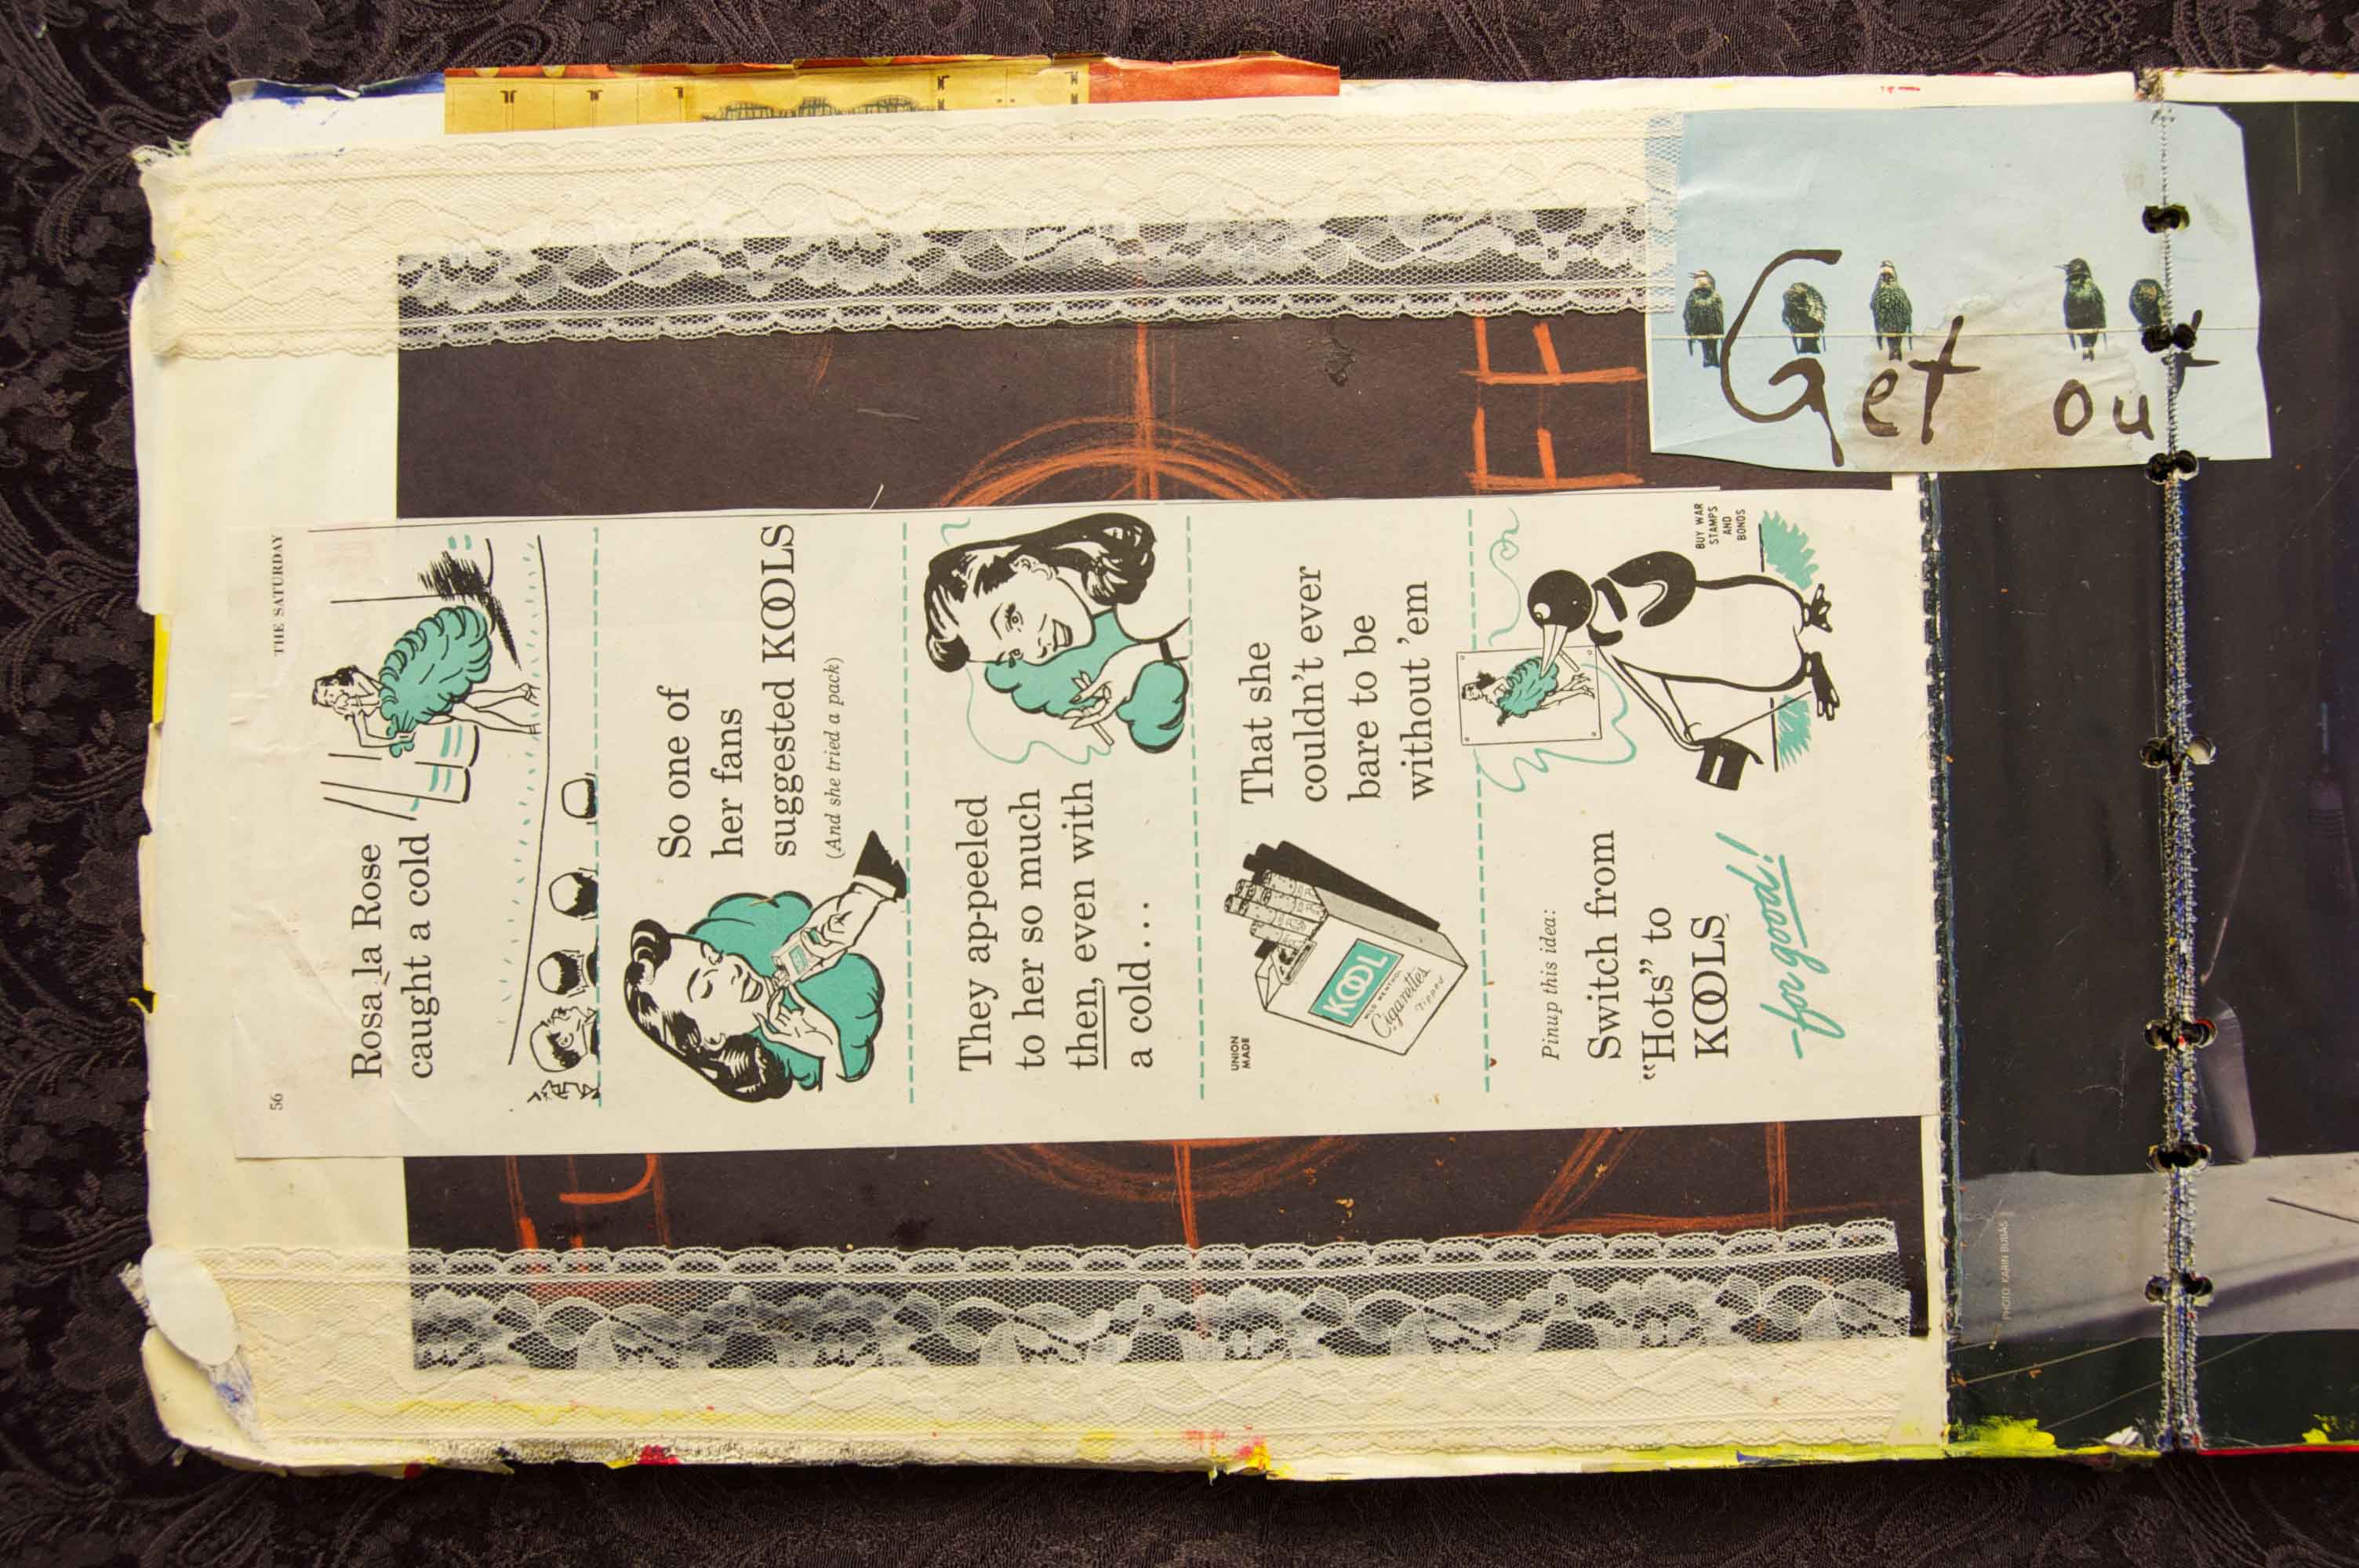 Get out
56
THE SATURDAY
Rosa la Rose
caught a cold
So one of
her fans
suggested KOOLS
(And she tried a pack)
They ap-peeled
to her so much
then, even with
a cold...
That she
couldn't ever
bare to be
without 'em
UNION
MADE
KOOL
MILD MENTHOL
Cigarettes
TIPPED
Pinup this idea:
Switch from
"Hots" to
KOOLS
for good!
BUY WAR
STAMPS
AND
BONDS
PHOTO: KARIN BUBAŠ